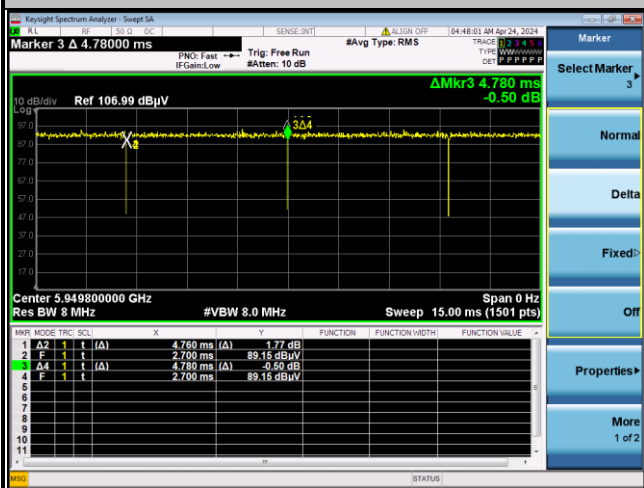 Keysight Spectrum Analyzer - Swept SA
RL RF 50 Ω DC SENSE:INT ALIGN OFF 04:48:01 AM Apr 24, 2024
Marker 3 Δ 4.78000 ms
PNO: Fast
IFGain:Low
Trig: Free Run
#Atten: 10 dB
#Avg Type: RMS
TRACE 1 2 3 4 5 6
TYPE WWWWWW
DET P P P P P P
ΔMkr3 4.780 ms
-0.50 dB
10 dB/div Ref 106.99 dBµV
Log
97.0
87.0
77.0
67.0
57.0
47.0
37.0
27.0
17.0
3Δ4
Center 5.949800000 GHz Span 0 Hz
Res BW 8 MHz #VBW 8.0 MHz Sweep 15.00 ms (1501 pts)
MKR MODE TRC SCL X Y FUNCTION FUNCTION WIDTH FUNCTION VALUE
1 Δ2 1 t (Δ) 4.760 ms (Δ) 1.77 dB
2 F 1 t 2.700 ms 89.15 dBµV
3 Δ4 1 t (Δ) 4.780 ms (Δ) -0.50 dB
4 F 1 t 2.700 ms 89.15 dBµV
5
6
7
8
9
10
11
MSG STATUS
Marker
Select Marker
3
Normal
Delta
Fixed
Off
Properties
More
1 of 2